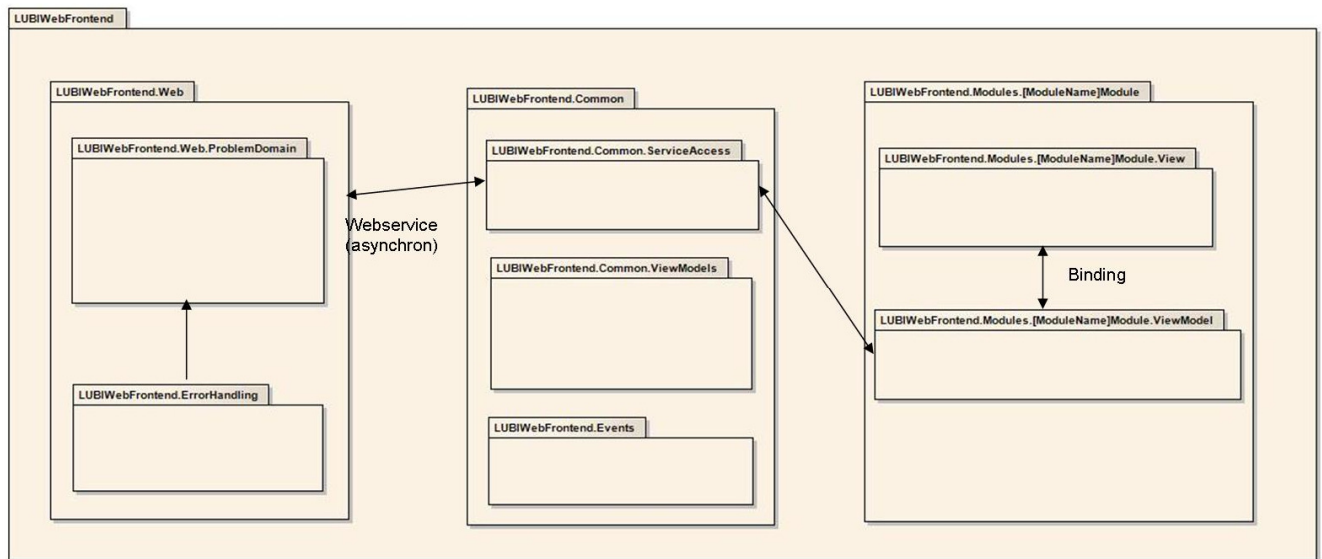 LUBIWebFrontend
LUBIWebFrontend.Web
LUBIWebFrontend.Web.ProblemDomain
LUBIWebFrontend.ErrorHandling
Webservice
(asynchron)
LUBIWebFrontend.Common
LUBIWebFrontend.Common.ServiceAccess
LUBIWebFrontend.Common.ViewModels
LUBIWebFrontend.Events
LUBIWebFrontend.Modules.[ModuleName]Module
LUBIWebFrontend.Modules.[ModuleName]Module.View
Binding
LUBIWebFrontend.Modules.[ModuleName]Module.ViewModel